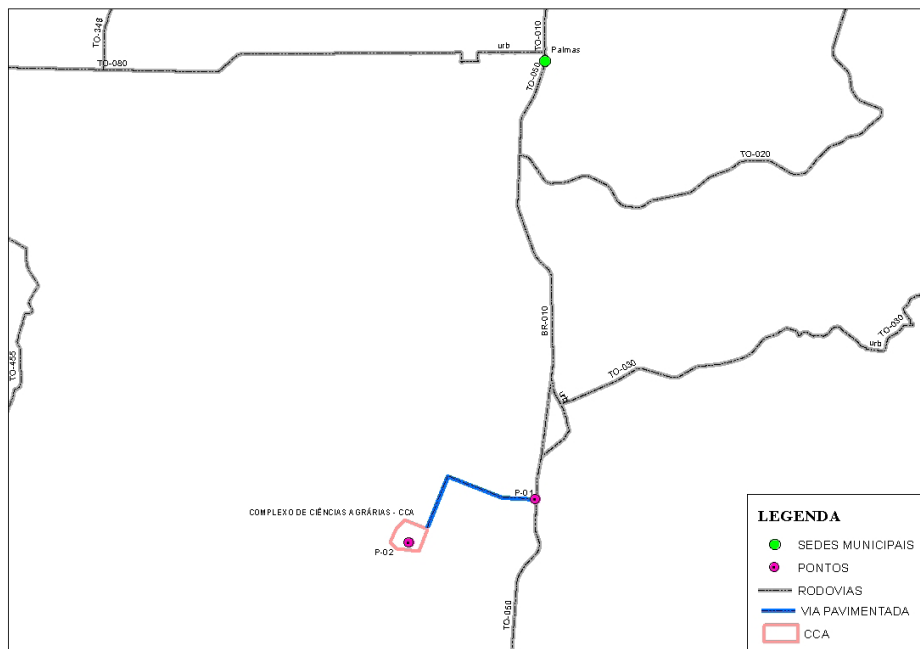 TO-348
urb
TO-010
Palmas
TO-080
TO-050
TO-020
BR-010
TO-030
urb
TO-030
urb
TO-455
P-01
COMPLEXO DE CIÊNCIAS AGRÁRIAS - CCA
P-02
TO-050
LEGENDA
SEDES MUNICIPAIS
PONTOS
RODOVIAS
VIA PAVIMENTADA
CCA